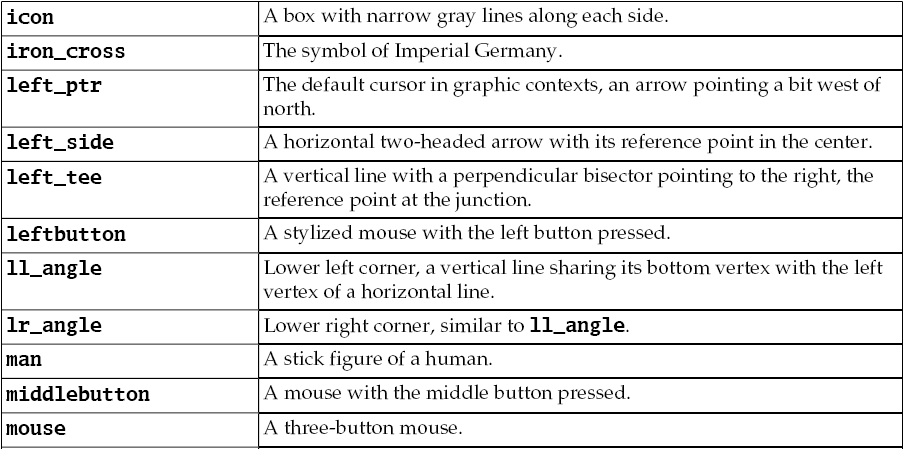 icon A box with narrow gray lines along each side.
iron_cross The symbol of Imperial Germany.
left_ptr The default cursor in graphic contexts, an arrow pointing a bit west of
north.
left_side A horizontal two-headed arrow with its reference point in the center.
left_tee A vertical line with a perpendicular bisector pointing to the right, the
reference point at the junction.
leftbutton A stylized mouse with the left button pressed.
ll_angle Lower left corner, a vertical line sharing its bottom vertex with the left
vertex of a horizontal line.
lr_angle Lower right corner, similar to ll_angle.
man A stick figure of a human.
middlebutton A mouse with the middle button pressed.
mouse A three-button mouse.